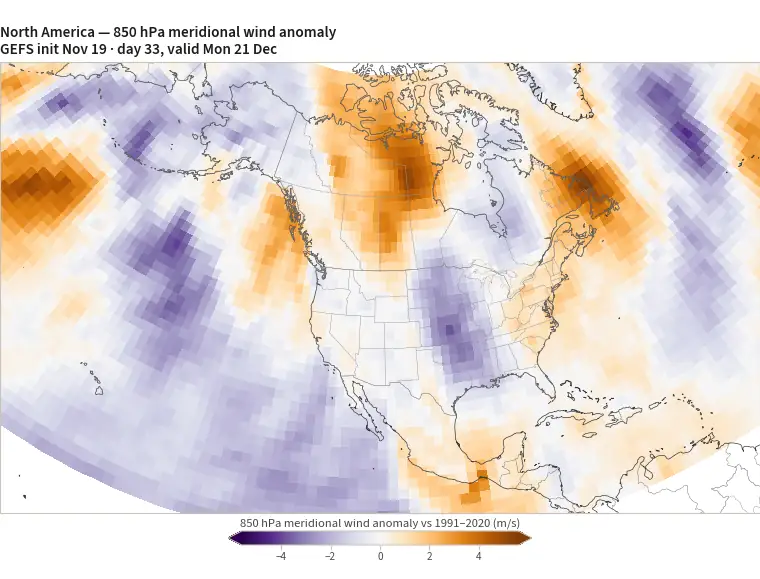 North America — 850 hPa meridional wind anomaly
GEFS init Nov 19 · day 33, valid Mon 21 Dec
850 hPa meridional wind anomaly vs 1991–2020 (m/s)
−4 −2 0 2 4